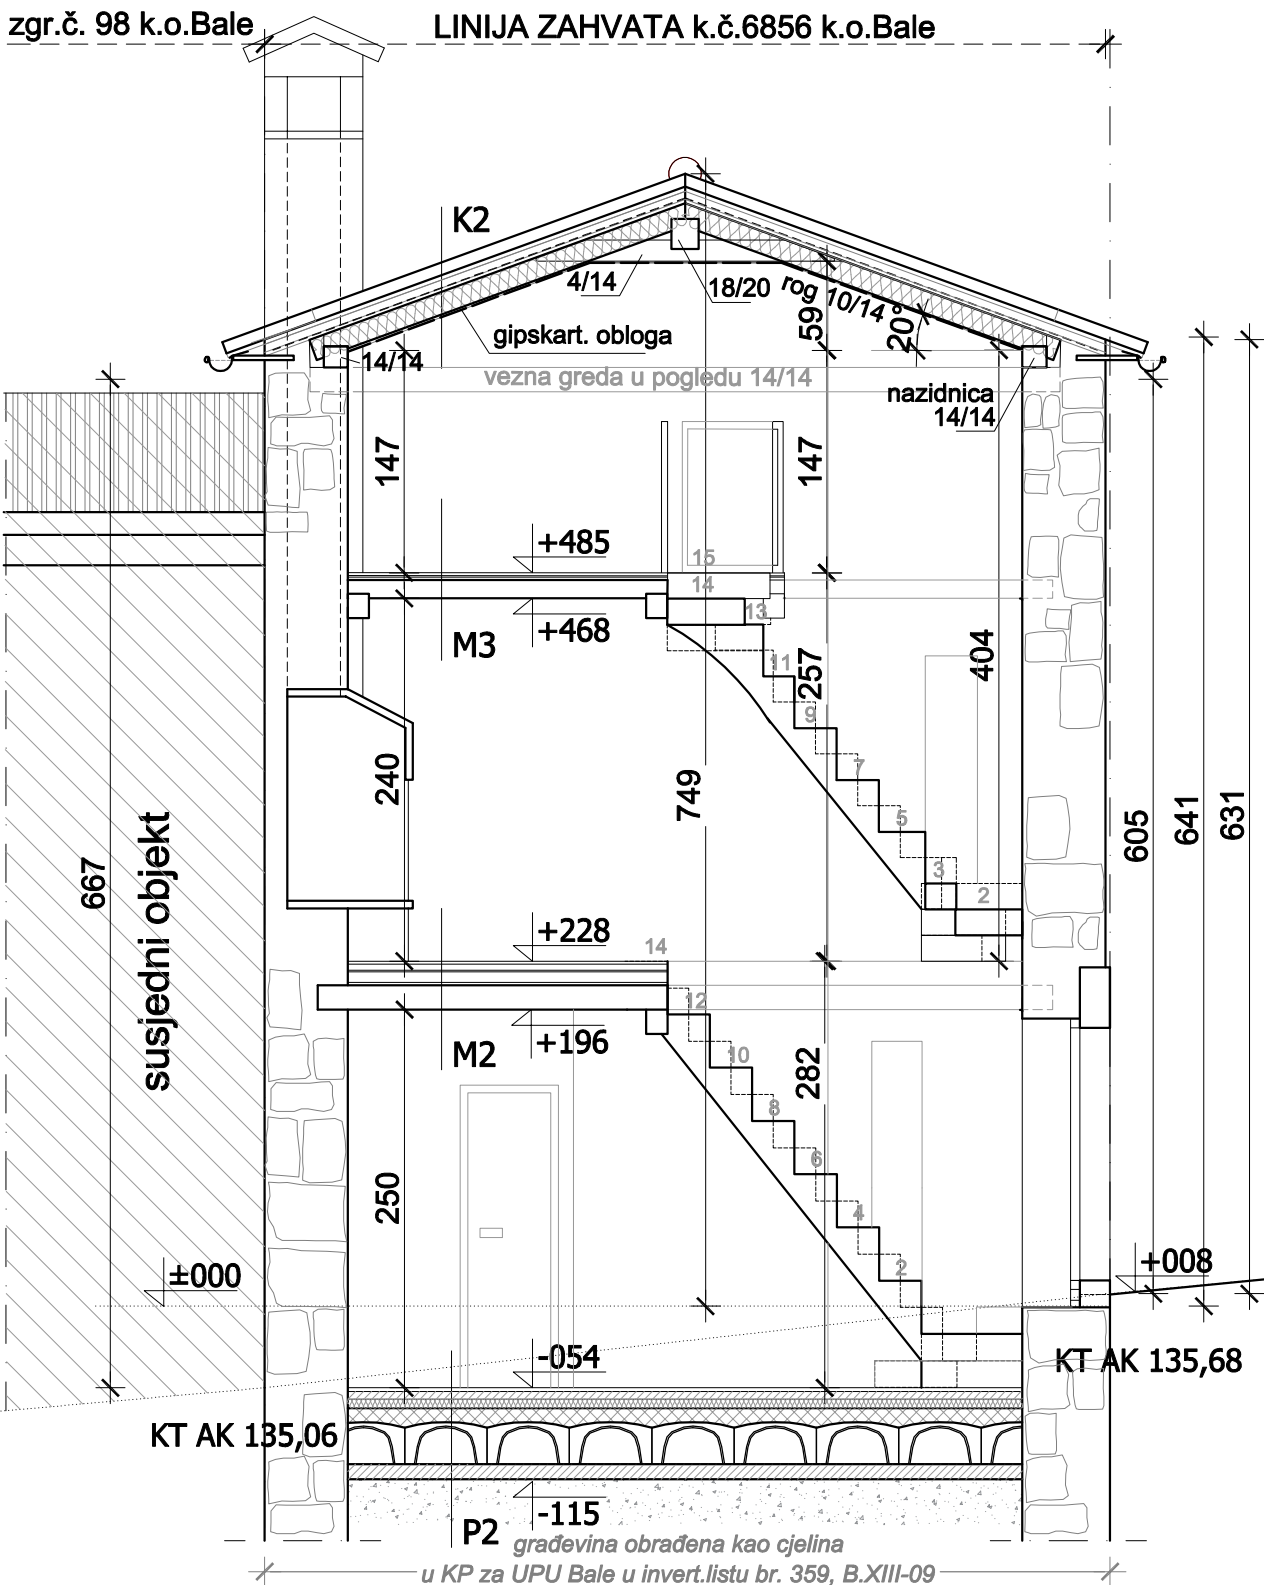 zgr.č. 98 k.o.Bale
LINIJA ZAHVATA k.č.6856 k.o.Bale
K2
4/14
18/20
rog 10/14
59
20°
gipskart. obloga
14/14
vezna greda u pogledu 14/14
nazidnica
14/14
147
147
+485
15
14
+468
13
M3
11
257
404
9
240
749
7
5
605
641
631
667
susjedni objekt
3
2
+228
14
12
+196
M2
10
282
8
6
250
4
2
±000
+008
-054
KT AK 135,68
KT AK 135,06
-115
P2
građevina obrađena kao cjelina
u KP za UPU Bale u invert.listu br. 359, B.XIII-09